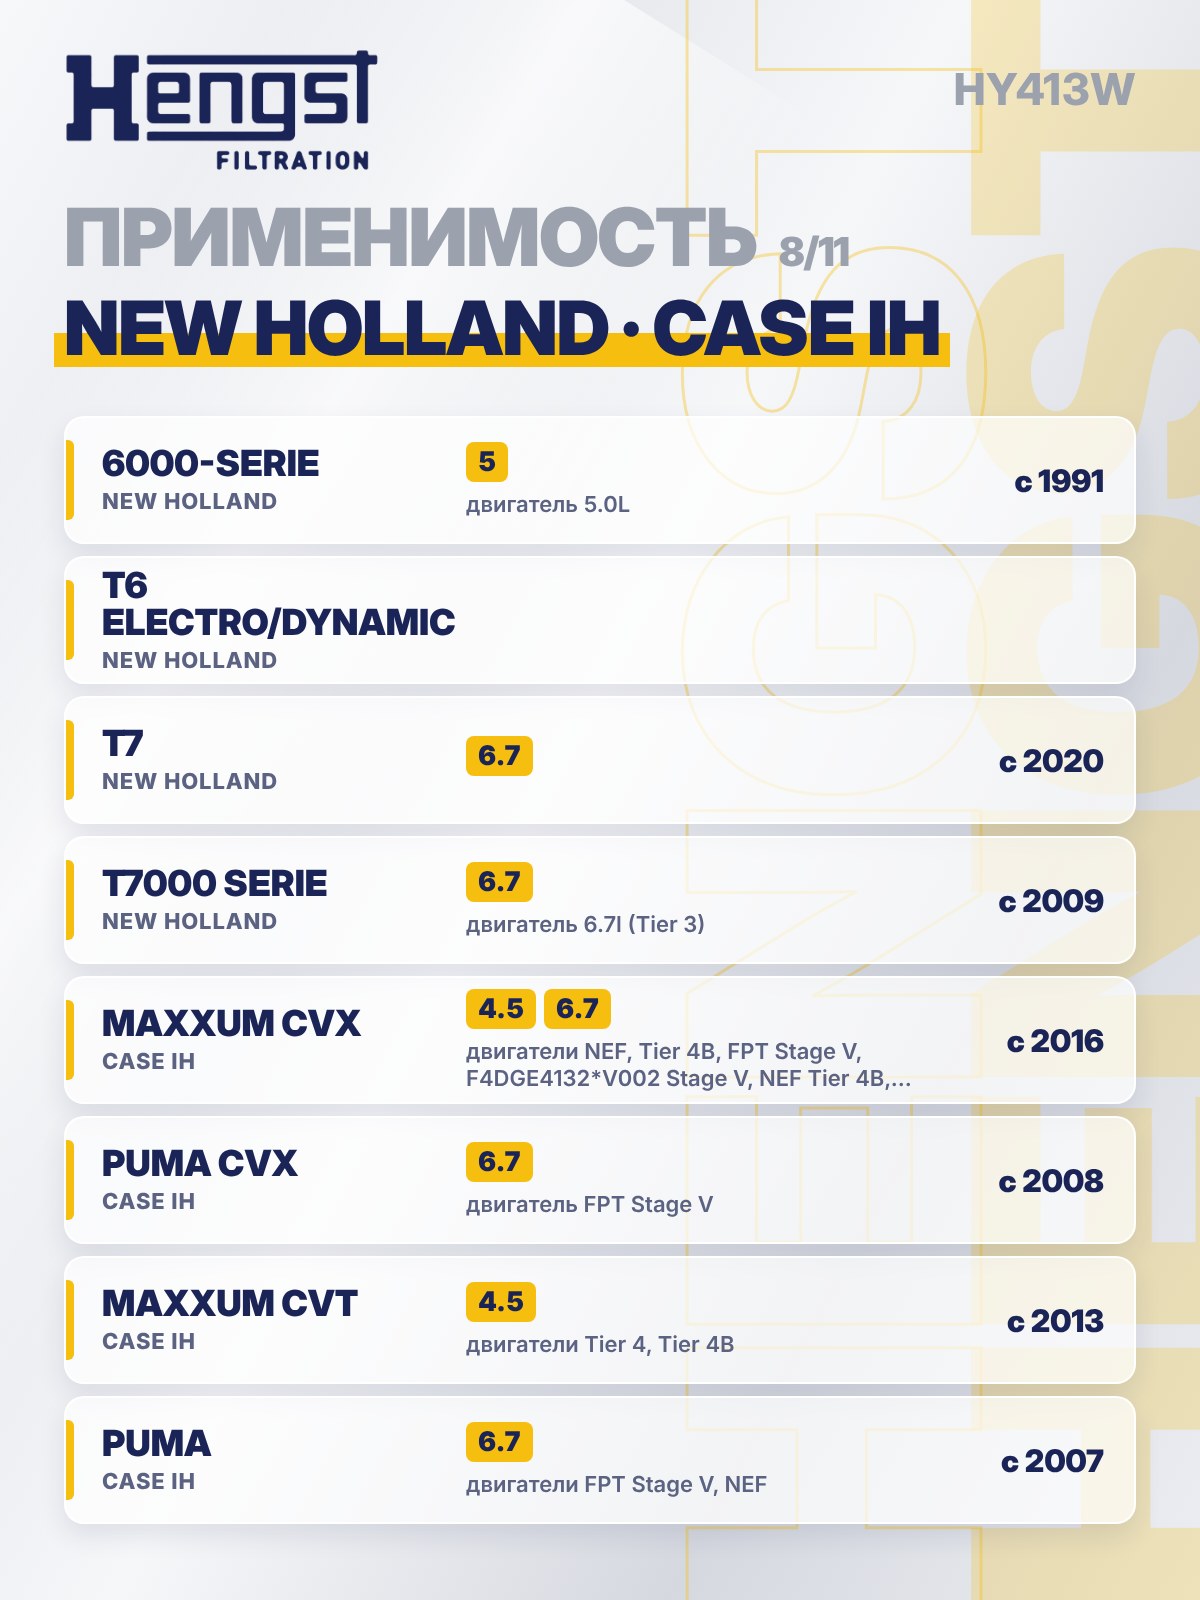 Hengst
FILTRATION
HY413W
ПРИМЕНИМОСТЬ 8/11
NEW HOLLAND · CASE IH
6000-SERIE
NEW HOLLAND
5
двигатель 5.0L
с 1991
T6
ELECTRO/DYNAMIC
NEW HOLLAND
T7
NEW HOLLAND
6.7
с 2020
T7000 SERIE
NEW HOLLAND
6.7
двигатель 6.7l (Tier 3)
с 2009
MAXXUM CVX
CASE IH
4.5 6.7
двигатели NEF, Tier 4B, FPT Stage V,
F4DGE4132*V002 Stage V, NEF Tier 4B,...
с 2016
PUMA CVX
CASE IH
6.7
двигатель FPT Stage V
с 2008
MAXXUM CVT
CASE IH
4.5
двигатели Tier 4, Tier 4B
с 2013
PUMA
CASE IH
6.7
двигатели FPT Stage V, NEF
с 2007
HENGST
HENGST